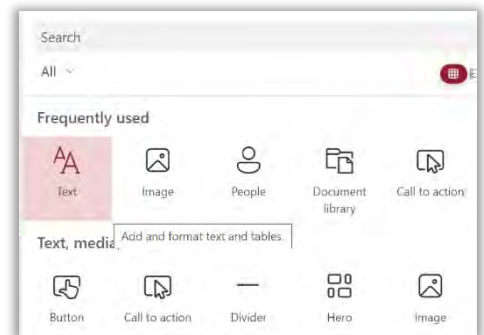 Search
All
Frequently used
Text Image People Document library Call to action
Text, media
Add and format text and tables.
Button Call to action Divider Hero Image